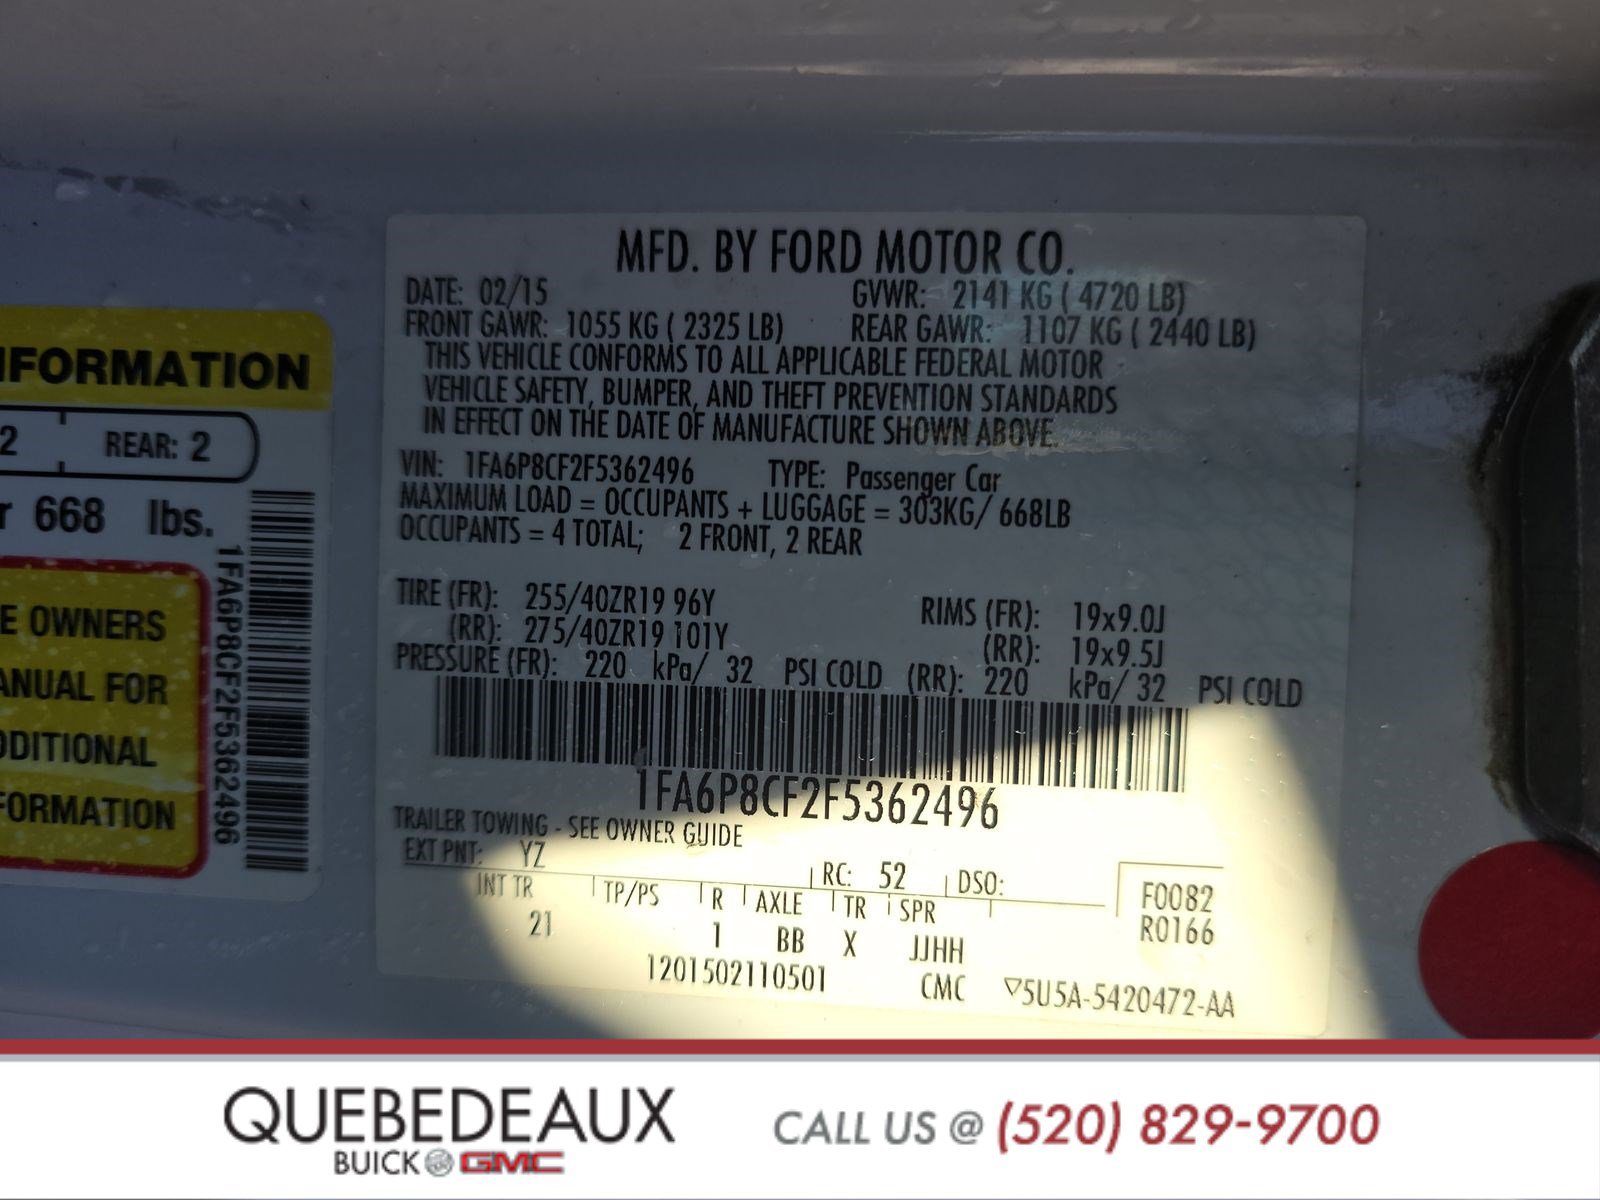 MFD. BY FORD MOTOR CO.
DATE: 02/15 GVWR: 2141 KG ( 4720 LB)
FRONT GAWR: 1055 KG ( 2325 LB) REAR GAWR: 1107 KG ( 2440 LB)
THIS VEHICLE CONFORMS TO ALL APPLICABLE FEDERAL MOTOR
VEHICLE SAFETY, BUMPER, AND THEFT PREVENTION STANDARDS
IN EFFECT ON THE DATE OF MANUFACTURE SHOWN ABOVE.
VIN: 1FA6P8CF2F5362496 TYPE: Passenger Car
MAXIMUM LOAD = OCCUPANTS + LUGGAGE = 303KG/ 668LB
OCCUPANTS = 4 TOTAL; 2 FRONT, 2 REAR
TIRE (FR): 255/40ZR19 96Y RIMS (FR): 19x9.0J
(RR): 275/40ZR19 101Y (RR): 19x9.5J
PRESSURE (FR): 220 kPa/ 32 PSI COLD (RR): 220 kPa/ 32 PSI COLD
1FA6P8CF2F5362496
TRAILER TOWING - SEE OWNER GUIDE
EXT PNT: YZ RC: 52 DSO: F0082
INT TR TP/PS R AXLE TR SPR R0166
21 1 BB X JJHH
1201502110501 CMC ▽5U5A-5420472-AA
NFORMATION
2 REAR: 2
r 668 lbs.
E OWNERS
ANUAL FOR
DDITIONAL
FORMATION
1FA6P8CF2F5362496
QUEBEDEAUX
BUICK GMC
CALL US @ (520) 829-9700